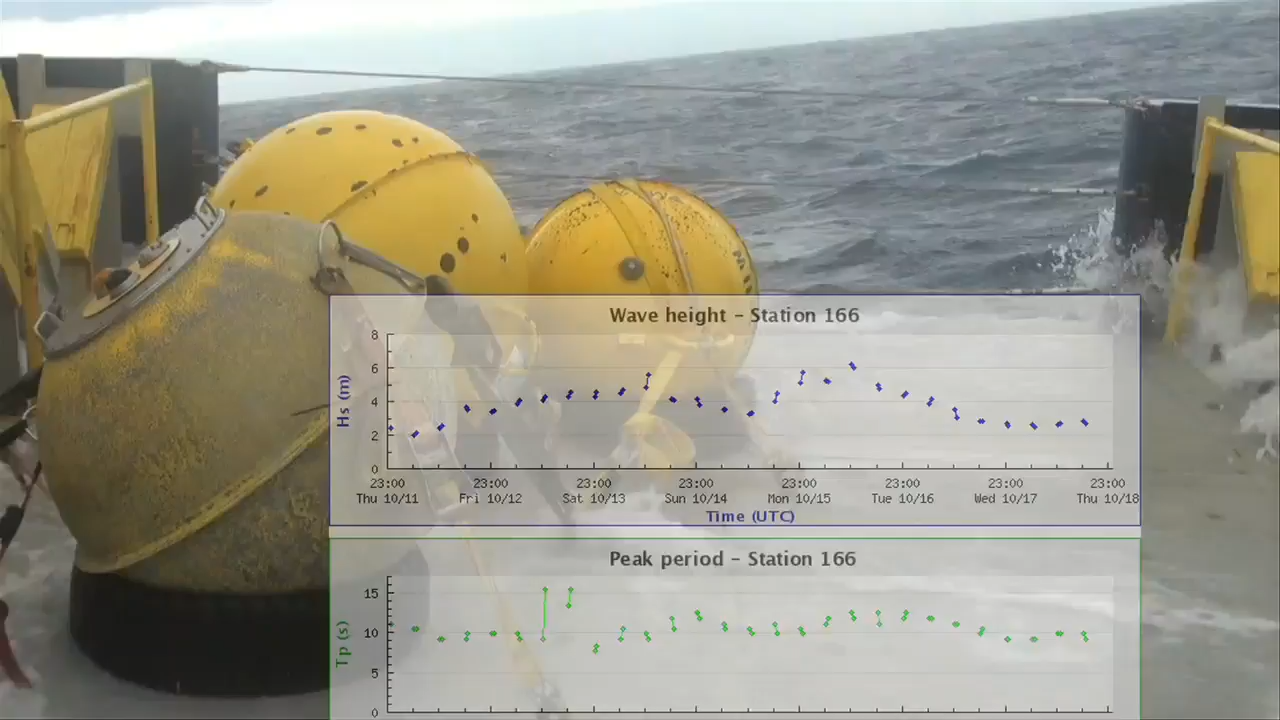 Wave height – Station 166
Hs (m)
8
6
4
2
0
23:00 23:00 23:00 23:00 23:00 23:00 23:00 23:00
Thu 10/11 Fri 10/12 Sat 10/13 Sun 10/14 Mon 10/15 Tue 10/16 Wed 10/17 Thu 10/18
Time (UTC)
Peak period – Station 166
Tp (s)
15
10
5
0